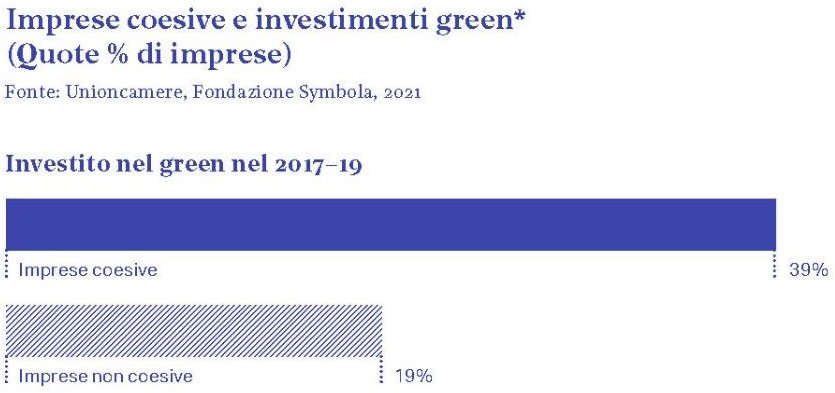 Imprese coesive e investimenti green*
(Quote % di imprese)
Fonte: Unioncamere, Fondazione Symbola, 2021
Investito nel green nel 2017–19
Imprese coesive
39%
Imprese non coesive
19%